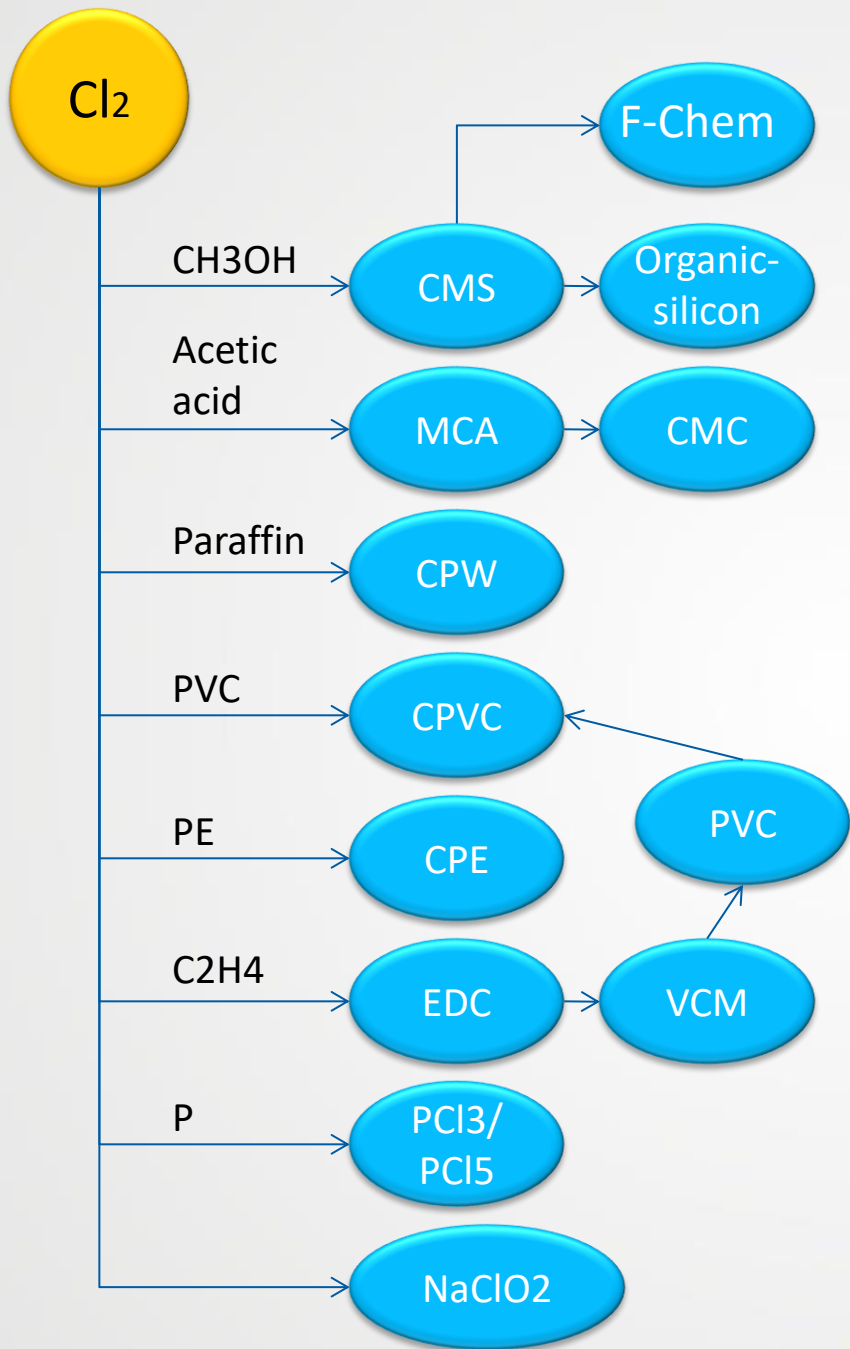 Cl2
F-Chem
CH3OH
CMS
Organic-
silicon
Acetic
acid
MCA
CMC
Paraffin
CPW
PVC
CPVC
PVC
PE
CPE
C2H4
EDC
VCM
P
PCl3/
PCl5
NaClO2